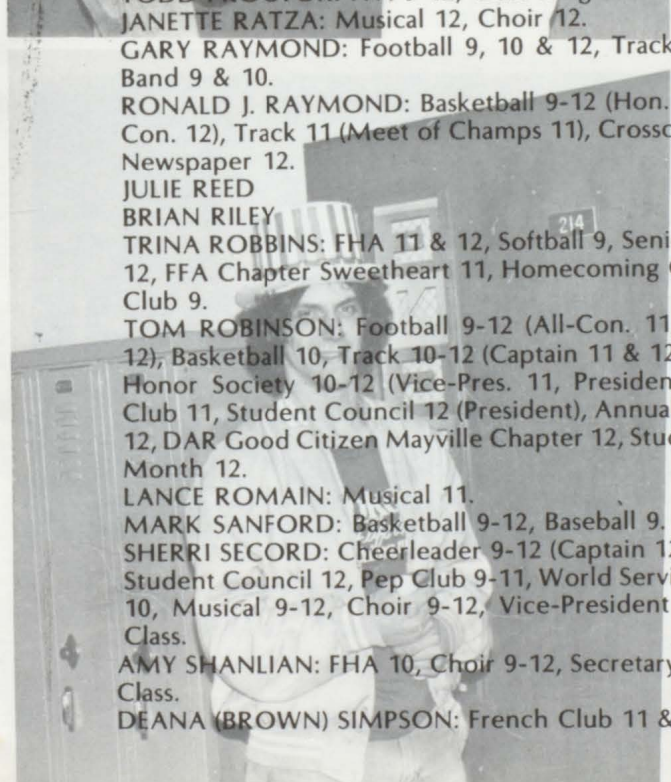 JANETTE RATZA: Musical 12, Choir 12.
GARY RAYMOND: Football 9, 10 & 12, Track
Band 9 & 10.
RONALD J. RAYMOND: Basketball 9-12 (Hon.
Con. 12), Track 11 (Meet of Champs 11), Crossc
Newspaper 12.
JULIE REED
BRIAN RILEY
214
TRINA ROBBINS: FHA 11 & 12, Softball 9, Seni
12, FFA Chapter Sweetheart 11, Homecoming
Club 9.
TOM ROBINSON: Football 9-12 (All-Con. 11
12), Basketball 10, Track 10-12 (Captain 11 & 12
Honor Society 10-12 (Vice-Pres. 11, Presiden
Club 11, Student Council 12 (President), Annua
12, DAR Good Citizen Mayville Chapter 12, Stu
Month 12.
LANCE ROMAIN: Musical 11.
MARK SANFORD: Basketball 9-12, Baseball 9.
SHERRI SECORD: Cheerleader 9-12 (Captain 12
Student Council 12, Pep Club 9-11, World Servi
10, Musical 9-12, Choir 9-12, Vice-President
Class.
AMY SHANLIAN: FHA 10, Choir 9-12, Secretary
Class.
DEANA (BROWN) SIMPSON: French Club 11 &